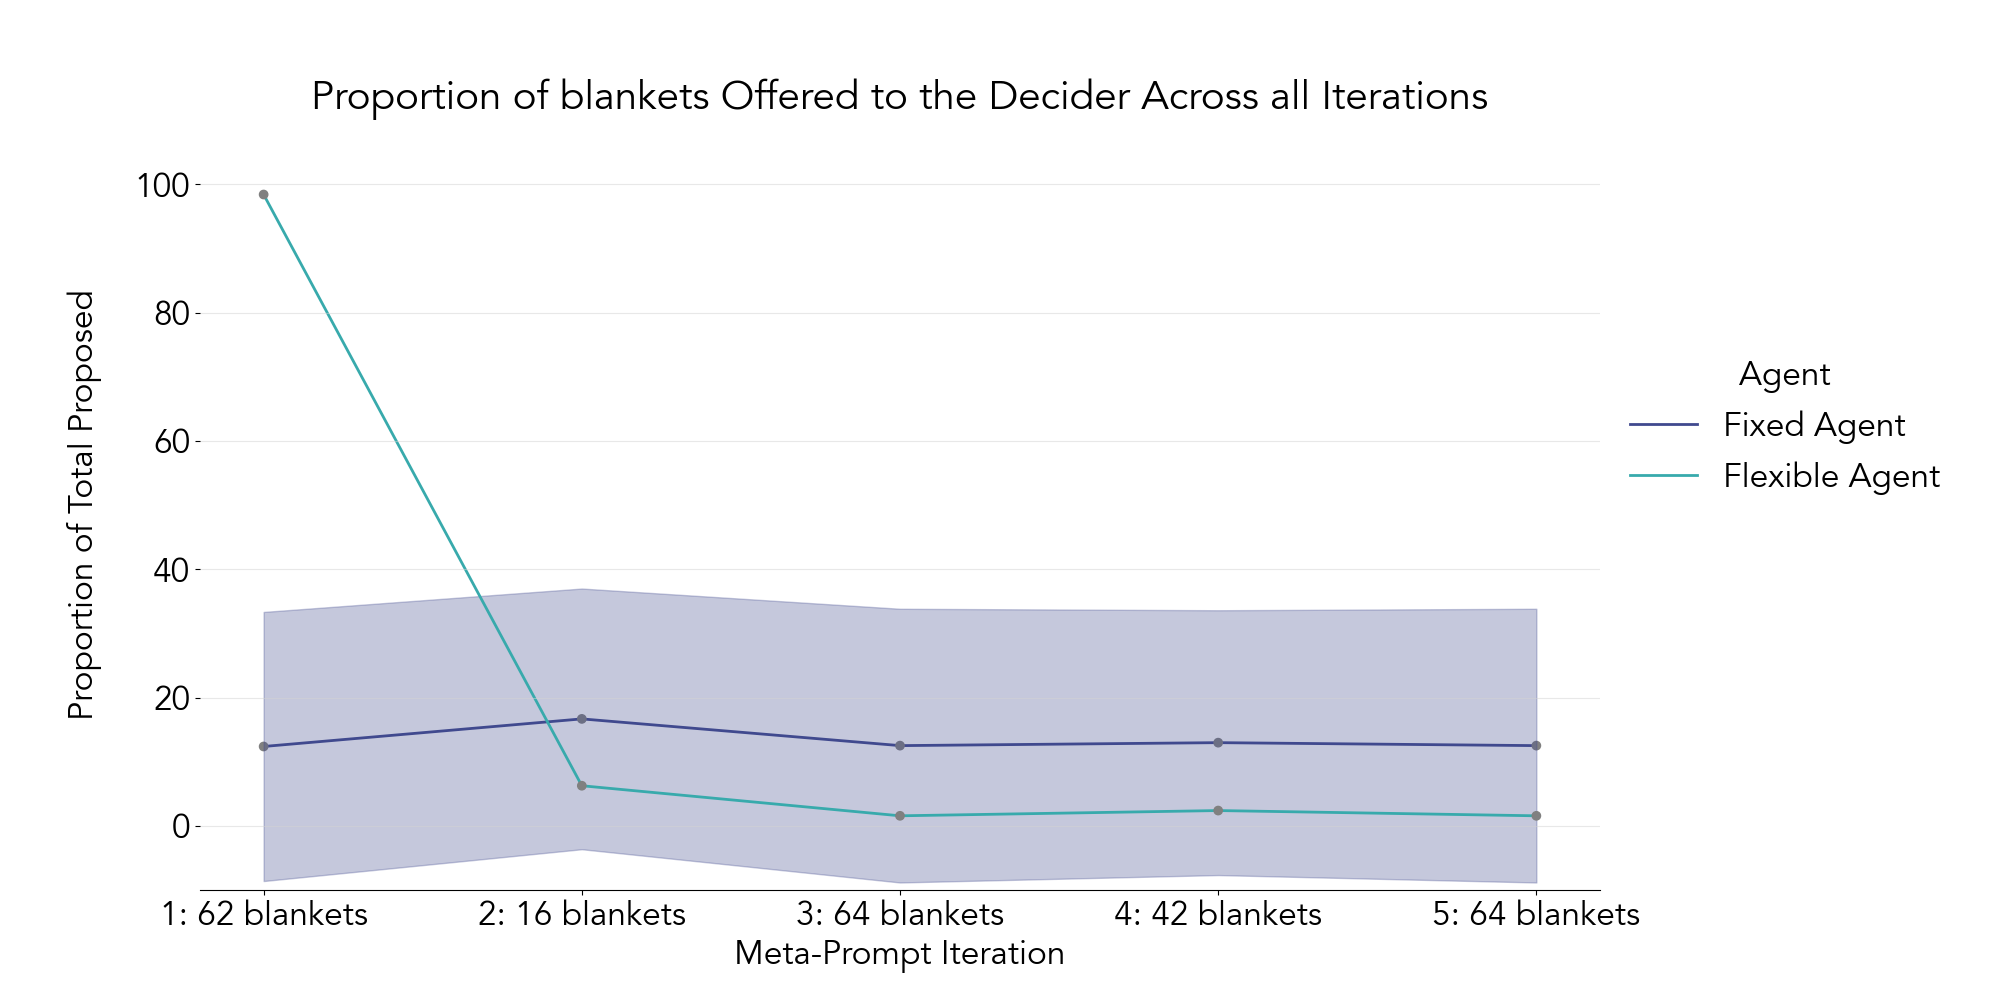 Proportion of blankets Offered to the Decider Across all Iterations
100
80
60
40
20
0
Proportion of Total Proposed
1: 62 blankets
2: 16 blankets
3: 64 blankets
4: 42 blankets
5: 64 blankets
Meta-Prompt Iteration
Agent
Fixed Agent
Flexible Agent